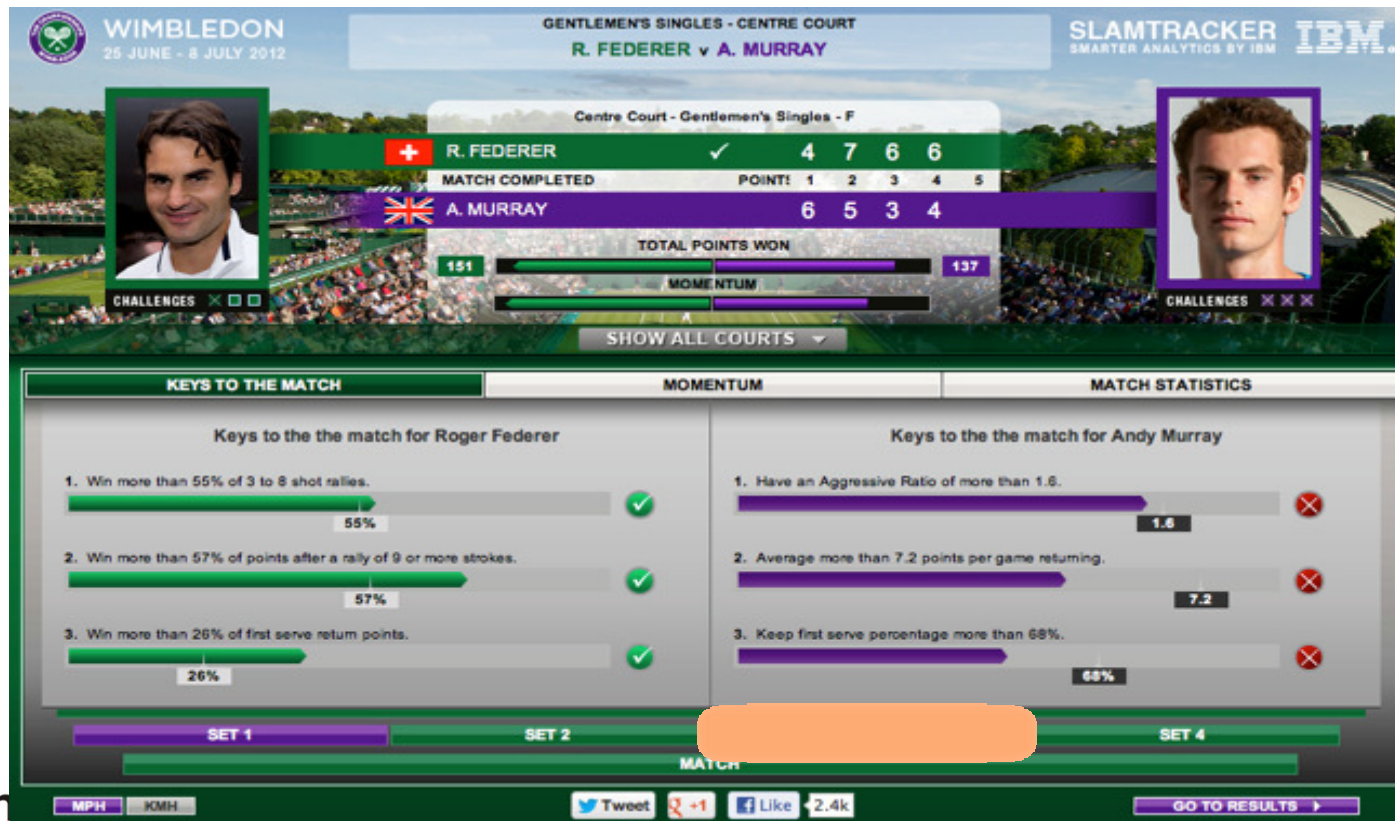 WIMBLEDON
25 JUNE - 8 JULY 2012
GENTLEMEN'S SINGLES - CENTRE COURT
R. FEDERER v A. MURRAY
SLAMTRACKER
SMARTER ANALYTICS BY IBM
IBM
Centre Court - Gentlemen's Singles - F
R. FEDERER 4 7 6 6
MATCH COMPLETED POINTS 1 2 3 4 5
A. MURRAY 6 5 3 4
TOTAL POINTS WON
151 137
MOMENTUM
CHALLENGES
CHALLENGES
SHOW ALL COURTS
KEYS TO THE MATCH MOMENTUM MATCH STATISTICS
Keys to the the match for Roger Federer
1. Win more than 55% of 3 to 8 shot rallies.
55%
2. Win more than 57% of points after a rally of 9 or more strokes.
57%
3. Win more than 26% of first serve return points.
26%
Keys to the the match for Andy Murray
1. Have an Aggressive Ratio of more than 1.6.
1.6
2. Average more than 7.2 points per game returning.
7.2
3. Keep first serve percentage more than 68%.
68%
SET 1 SET 2 SET 4
MATCH
MPH KMH
Tweet +1 Like 2.4k
GO TO RESULTS